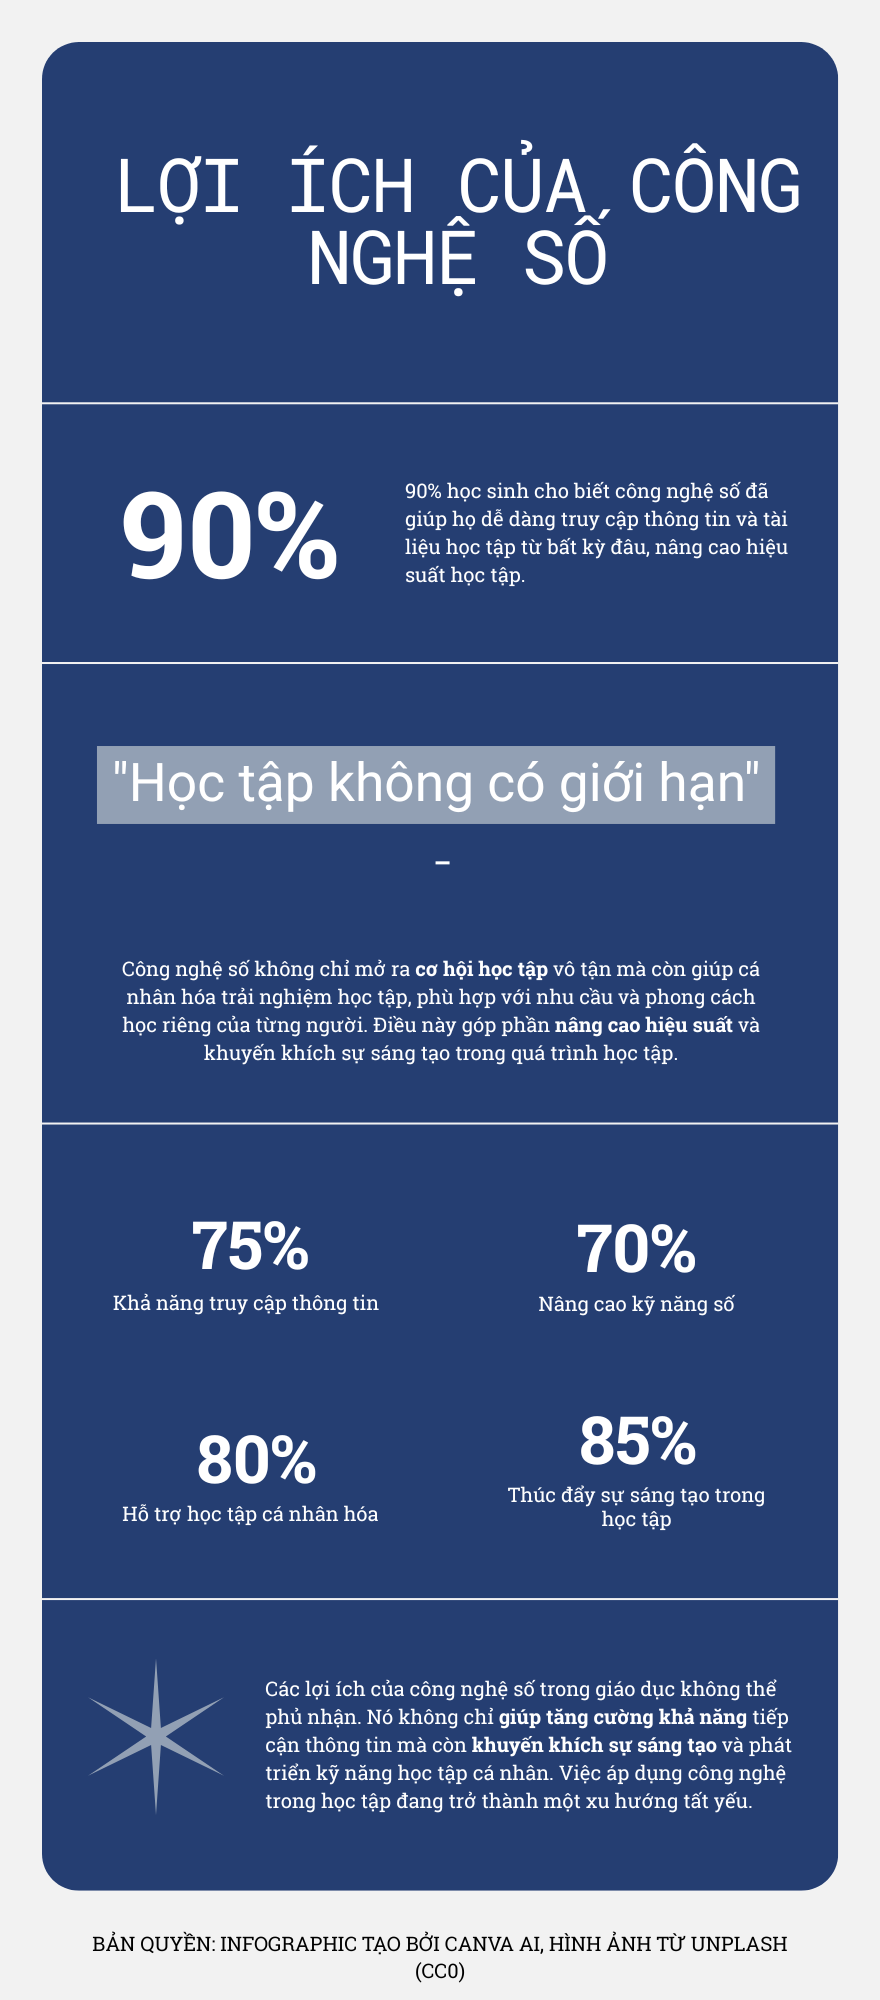 LỢI ÍCH CỦA CÔNG
NGHỆ SỐ
90%
90% học sinh cho biết công nghệ số đã
giúp họ dễ dàng truy cập thông tin và tài
liệu học tập từ bất kỳ đâu, nâng cao hiệu
suất học tập.
"Học tập không có giới hạn"
–
Công nghệ số không chỉ mở ra cơ hội học tập vô tận mà còn giúp cá
nhân hóa trải nghiệm học tập, phù hợp với nhu cầu và phong cách
học riêng của từng người. Điều này góp phần nâng cao hiệu suất và
khuyến khích sự sáng tạo trong quá trình học tập.
75%
Khả năng truy cập thông tin
70%
Nâng cao kỹ năng số
80%
Hỗ trợ học tập cá nhân hóa
85%
Thúc đẩy sự sáng tạo trong
học tập
Các lợi ích của công nghệ số trong giáo dục không thể
phủ nhận. Nó không chỉ giúp tăng cường khả năng tiếp
cận thông tin mà còn khuyến khích sự sáng tạo và phát
triển kỹ năng học tập cá nhân. Việc áp dụng công nghệ
trong học tập đang trở thành một xu hướng tất yếu.
BẢN QUYỀN: INFOGRAPHIC TẠO BỞI CANVA AI, HÌNH ẢNH TỪ UNPLASH
(CC0)